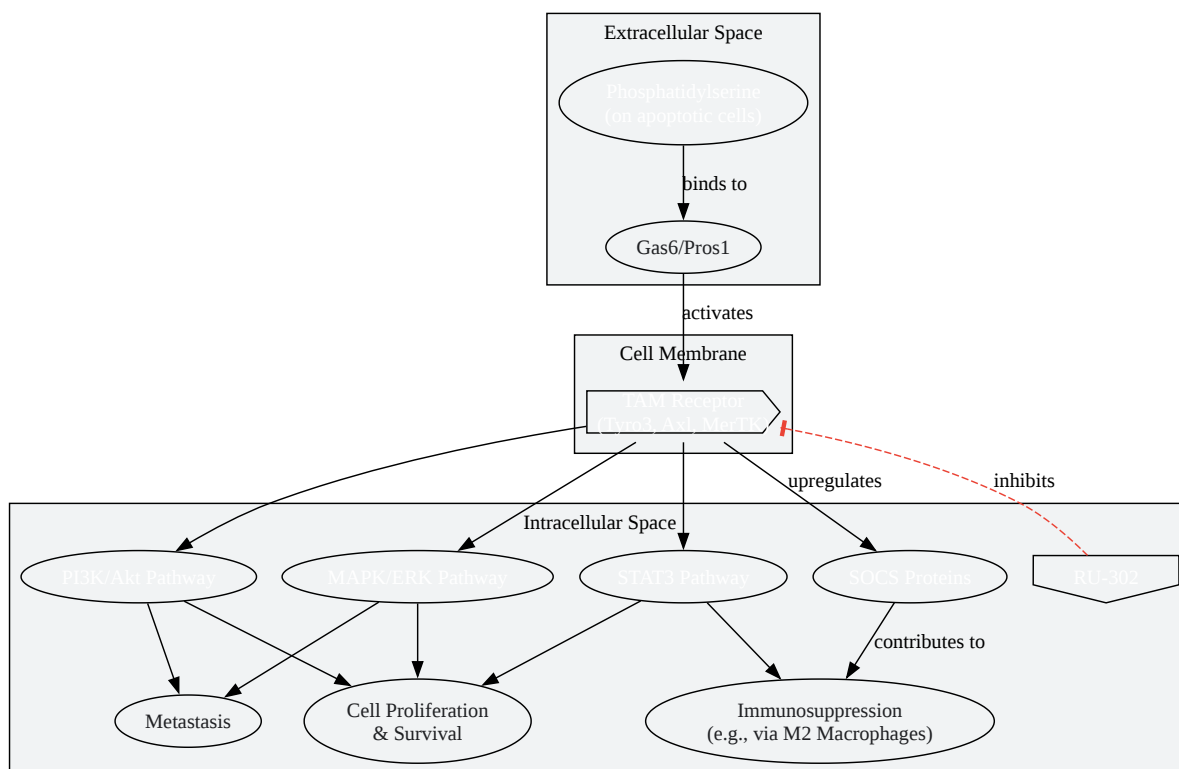 Extracellular Space
Phosphatidylserine
(on apoptotic cells)
binds to
Gas6/Pros1
activates
Cell Membrane
TAM Receptor
(Tyro3, Axl, MerTK)
upregulates
inhibits
Intracellular Space
PI3K/Akt Pathway
MAPK/ERK Pathway
STAT3 Pathway
SOCS Proteins
RU-302
contributes to
Metastasis
Cell Proliferation
& Survival
Immunosuppression
(e.g., via M2 Macrophages)